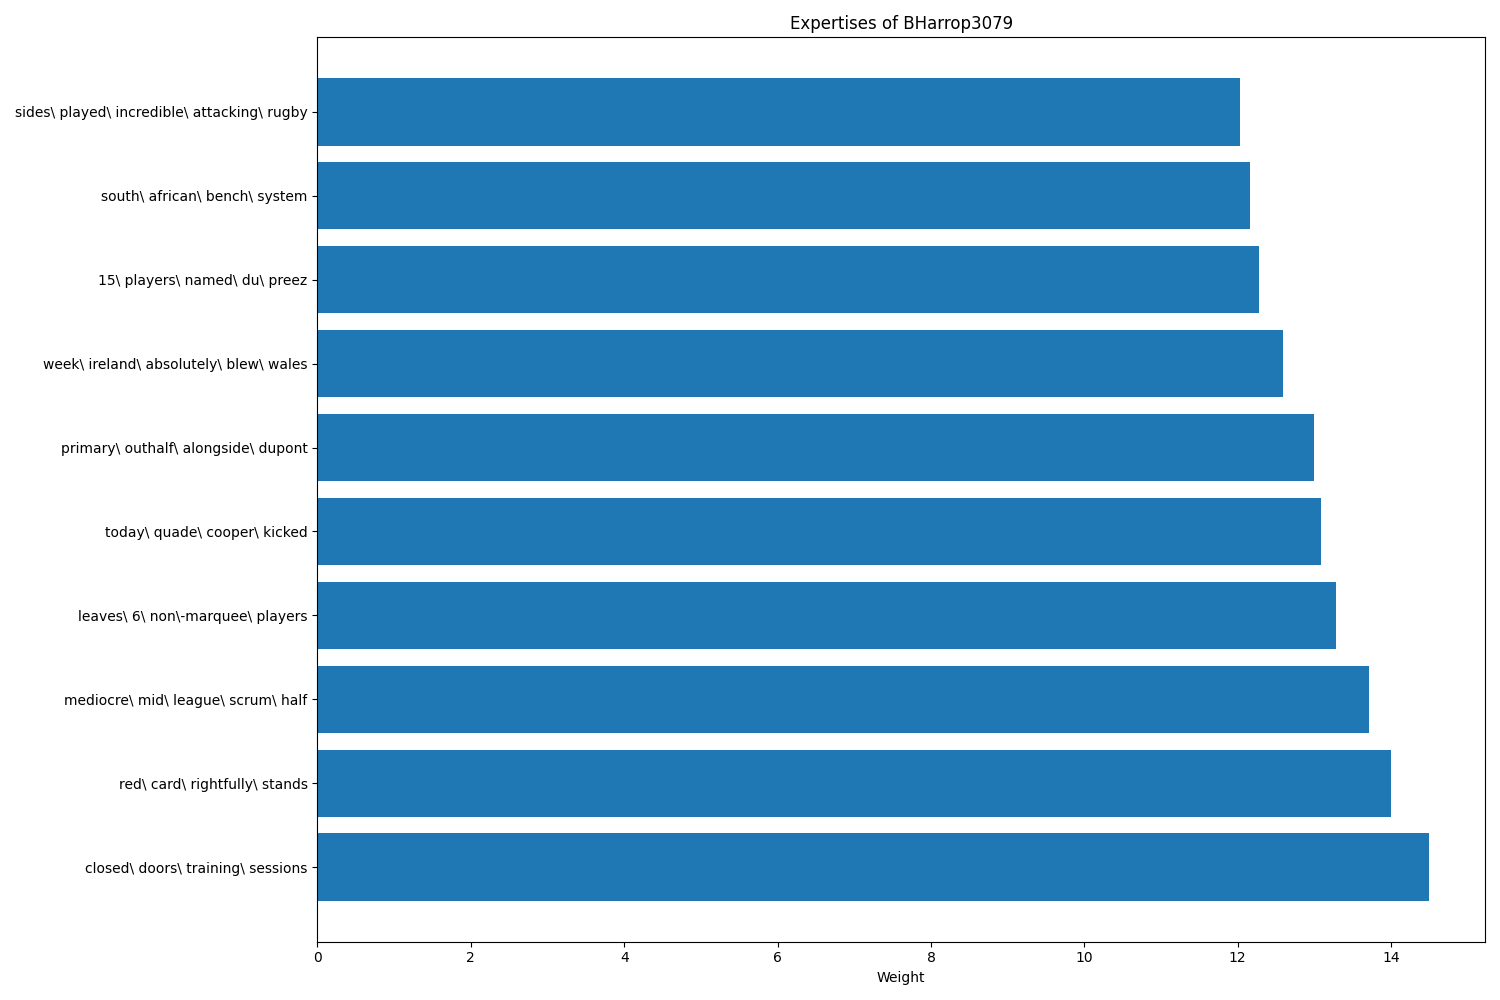 Expertises of BHarrop3079
sides\ played\ incredible\ attacking\ rugby
south\ african\ bench\ system
15\ players\ named\ du\ preez
week\ ireland\ absolutely\ blew\ wales
primary\ outhalf\ alongside\ dupont
today\ quade\ cooper\ kicked
leaves\ 6\ non\-marquee\ players
mediocre\ mid\ league\ scrum\ half
red\ card\ rightfully\ stands
closed\ doors\ training\ sessions
0 2 4 6 8 10 12 14
Weight